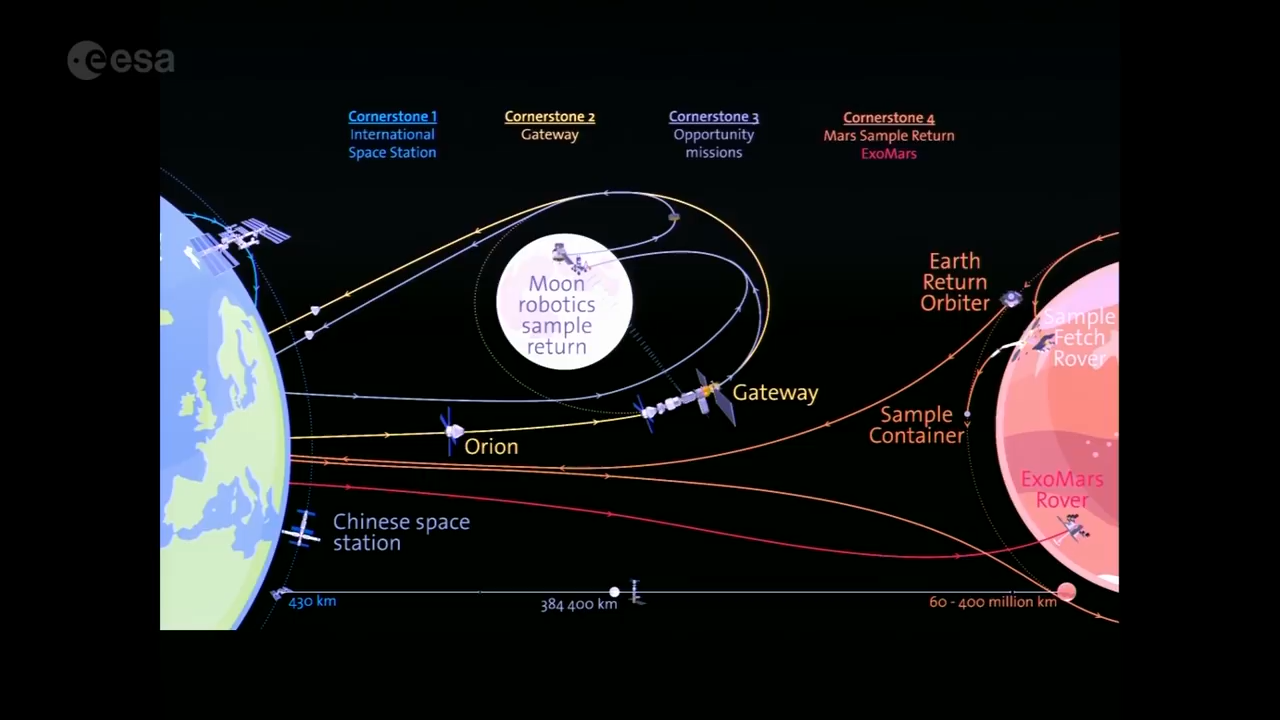 esa
Cornerstone 1
International
Space Station
Cornerstone 2
Gateway
Cornerstone 3
Opportunity
missions
Cornerstone 4
Mars Sample Return
ExoMars
Moon
robotics
sample
return
Earth
Return
Orbiter
Sample
Fetch
Rover
Gateway
Sample
Container
Orion
ExoMars
Rover
Chinese space
station
430 km
384 400 km
60 - 400 million km